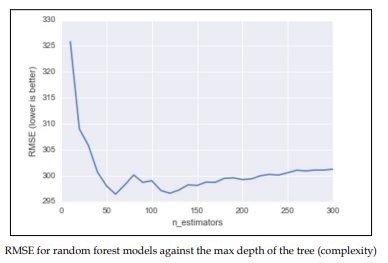 330
325
320
315
310
305
300
295
RMSE (lower is better)
0 50 100 150 200 250 300
n_estimators
RMSE for random forest models against the max depth of the tree (complexity)